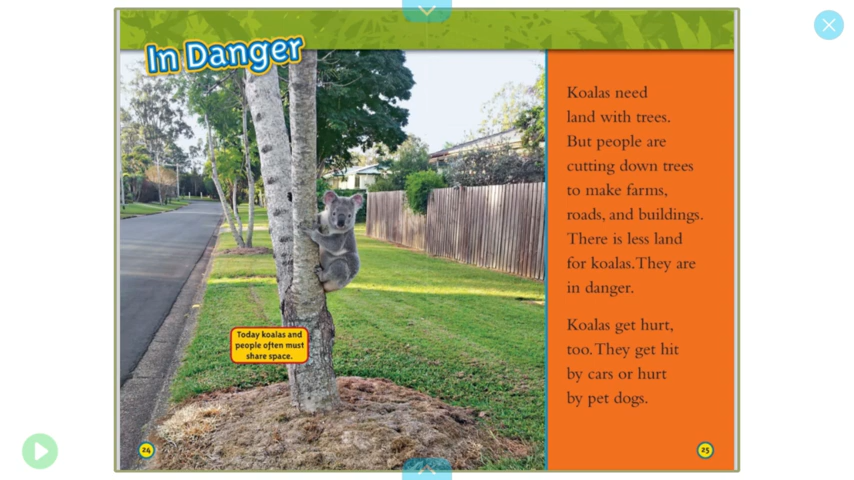 In Danger
Today koalas and
people often must
share space.
24
Koalas need
land with trees.
But people are
cutting down trees
to make farms,
roads, and buildings.
There is less land
for koalas. They are
in danger.
Koalas get hurt,
too. They get hit
by cars or hurt
by pet dogs.
25